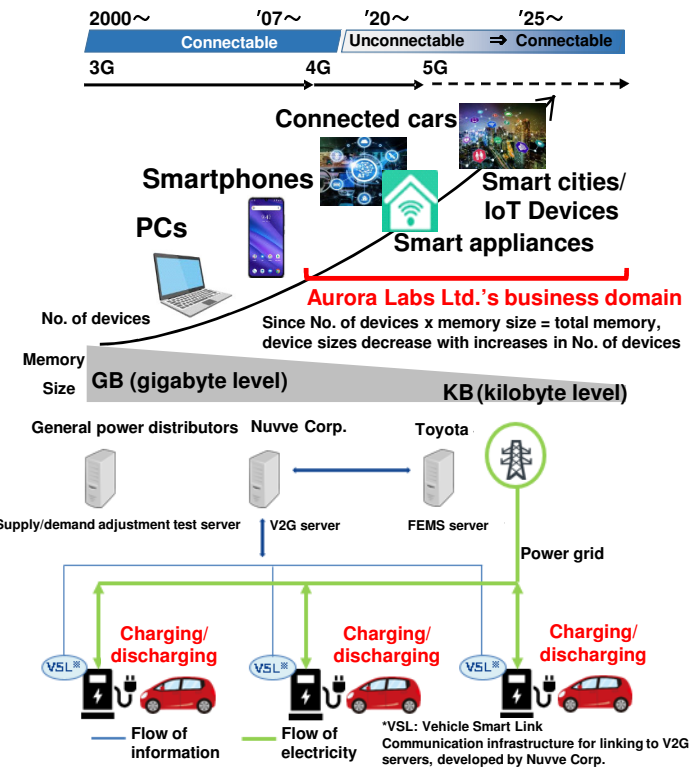 2000～ '07～ '20～ '25～
Connectable Unconnectable ⇒ Connectable
3G 4G 5G
Connected cars
Smartphones
Smart cities/
IoT Devices
PCs
Smart appliances
Aurora Labs Ltd.'s business domain
No. of devices
Since No. of devices x memory size = total memory,
device sizes decrease with increases in No. of devices
Memory
Size
GB (gigabyte level)
KB (kilobyte level)
General power distributors Nuvve Corp. Toyota
Supply/demand adjustment test server V2G server FEMS server
Power grid
Charging/
discharging
Charging/
discharging
Charging/
discharging
VSL※ VSL※ VSL※
Flow of
information
Flow of
electricity
*VSL: Vehicle Smart Link
Communication infrastructure for linking to V2G
servers, developed by Nuvve Corp.